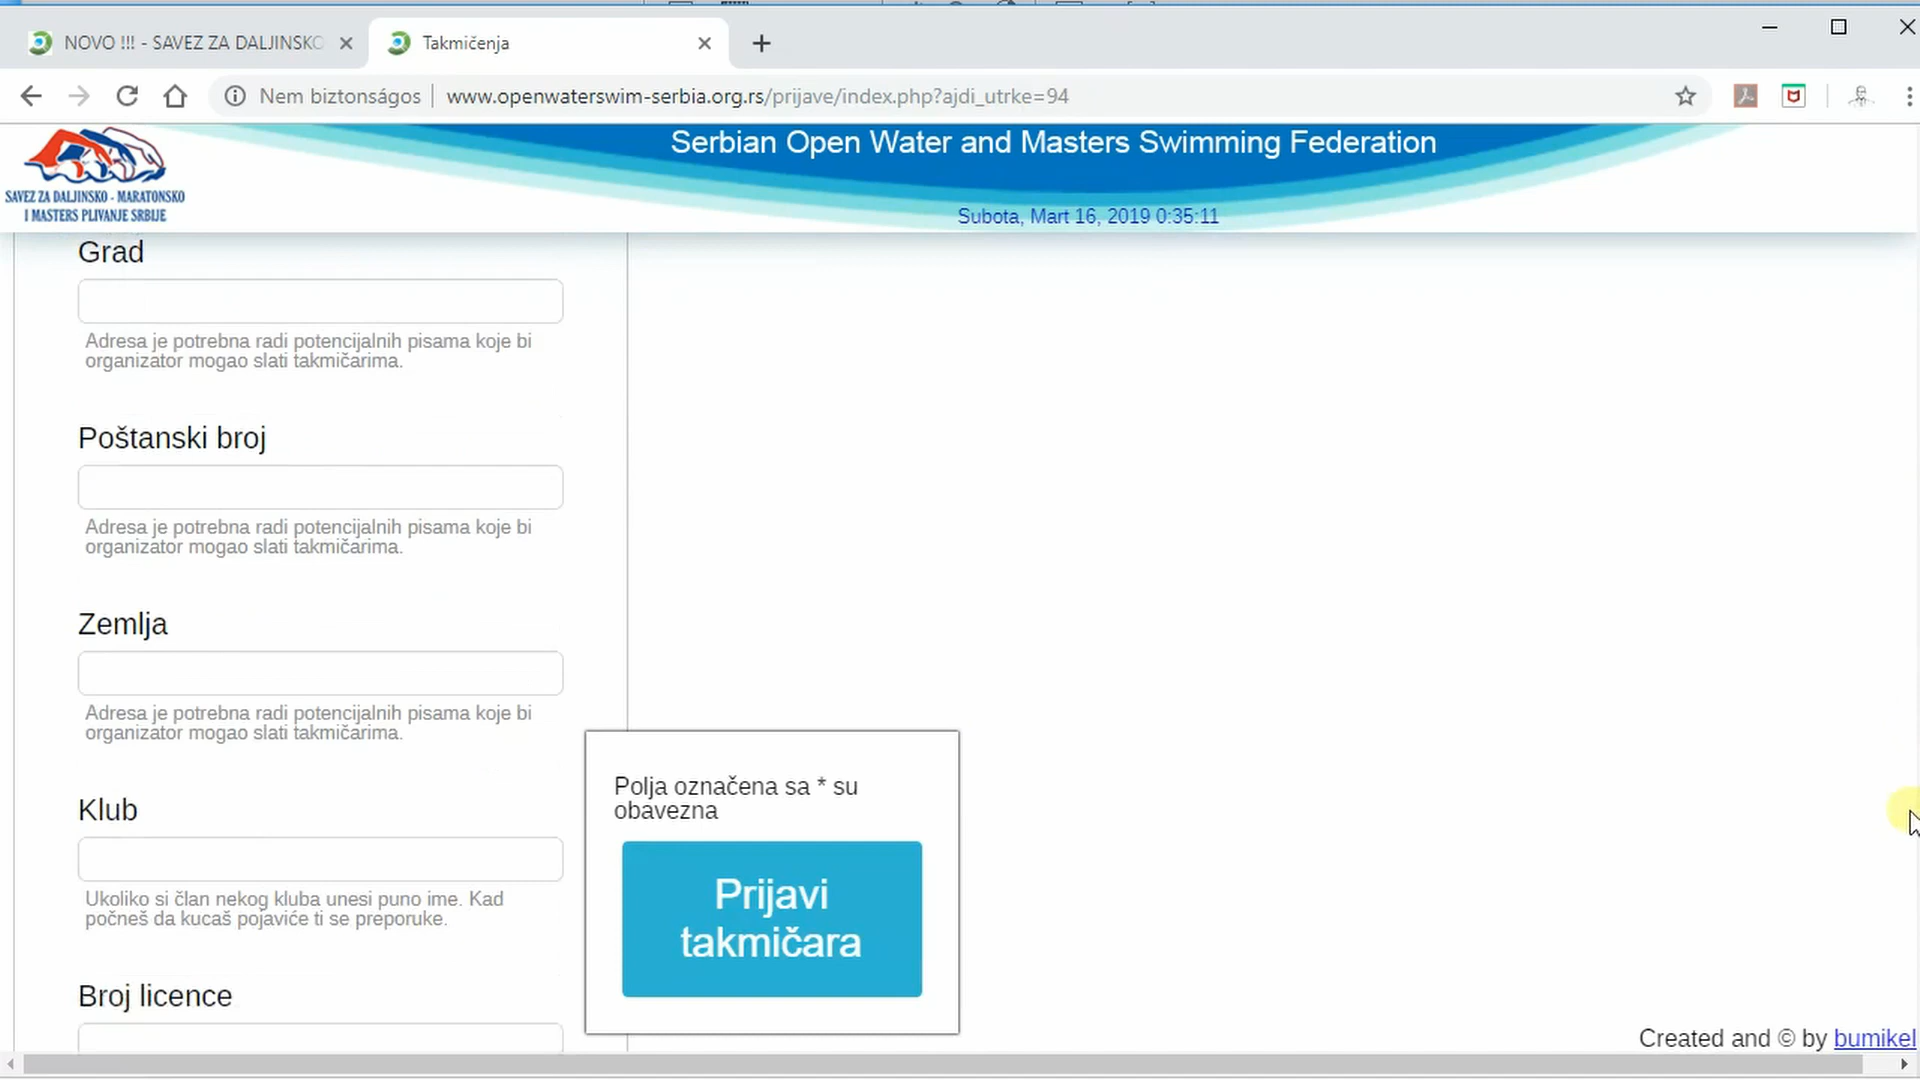 NOVO !!! - SAVEZ ZA DALJINSKO
Takmičenja
Nem biztonságos
www.openwaterswim-serbia.org.rs/prijave/index.php?ajdi_utrke=94
SAVEZ ZA DALJINSKO - MARATONSKO
I MASTERS PLIVANJE SRBIJE
Serbian Open Water and Masters Swimming Federation
Subota, Mart 16, 2019 0:35:11
Grad
Adresa je potrebna radi potencijalnih pisama koje bi
organizator mogao slati takmičarima.
Poštanski broj
Adresa je potrebna radi potencijalnih pisama koje bi
organizator mogao slati takmičarima.
Zemlja
Adresa je potrebna radi potencijalnih pisama koje bi
organizator mogao slati takmičarima.
Klub
Ukoliko si član nekog kluba unesi puno ime. Kad
počneš da kucaš pojaviće ti se preporuke.
Broj licence
Polja označena sa * su
obavezna
Prijavi
takmičara
Created and © by bumikel